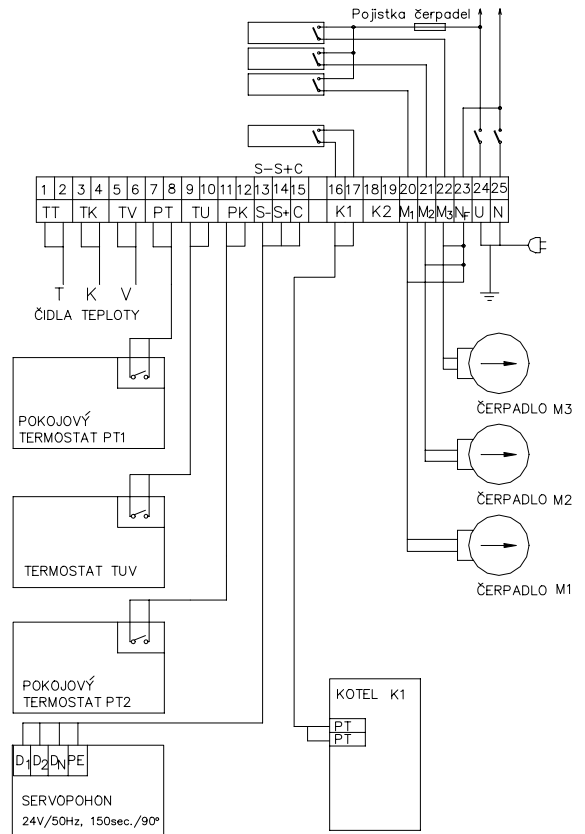 Pojistka čerpadel
S- S+ C
1 2 3 4 5 6 7 8 9 10 11 12 13 14 15 16 17 18 19 20 21 22 23 24 25
TT TK TV PT TU PK S- S+ C K1 K2 M1 M2 M3 NF U N
T K V
ČIDLA TEPLOTY
POKOJOVÝ
TERMOSTAT PT1
ČERPADLO M3
ČERPADLO M2
TERMOSTAT TUV
ČERPADLO M1
POKOJOVÝ
TERMOSTAT PT2
KOTEL K1
PT
PT
D1 D2 DN PE
SERVOPOHON
24V/50Hz, 150sec./90°